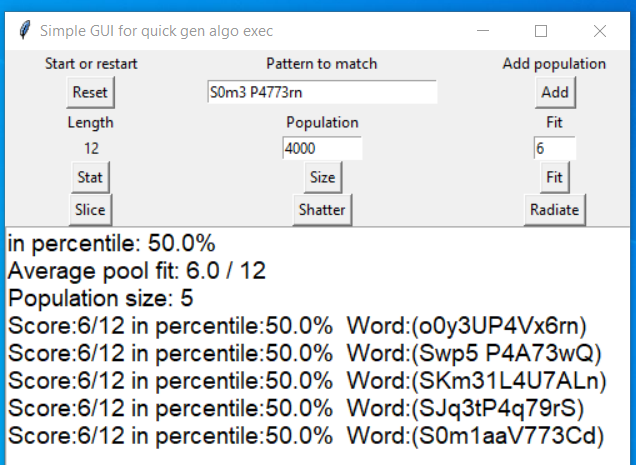 Simple GUI for quick gen algo exec
Start or restart Pattern to match Add population
Reset S0m3 P4773rn Add
Length Population Fit
12 4000 6
Stat Size Fit
Slice Shatter Radiate
in percentile: 50.0%
Average pool fit: 6.0 / 12
Population size: 5
Score:6/12 in percentile:50.0% Word:(o0y3UP4Vx6rn)
Score:6/12 in percentile:50.0% Word:(Swp5 P4A73wQ)
Score:6/12 in percentile:50.0% Word:(SKm31L4U7ALn)
Score:6/12 in percentile:50.0% Word:(SJq3tP4q79rS)
Score:6/12 in percentile:50.0% Word:(S0m1aaV773Cd)